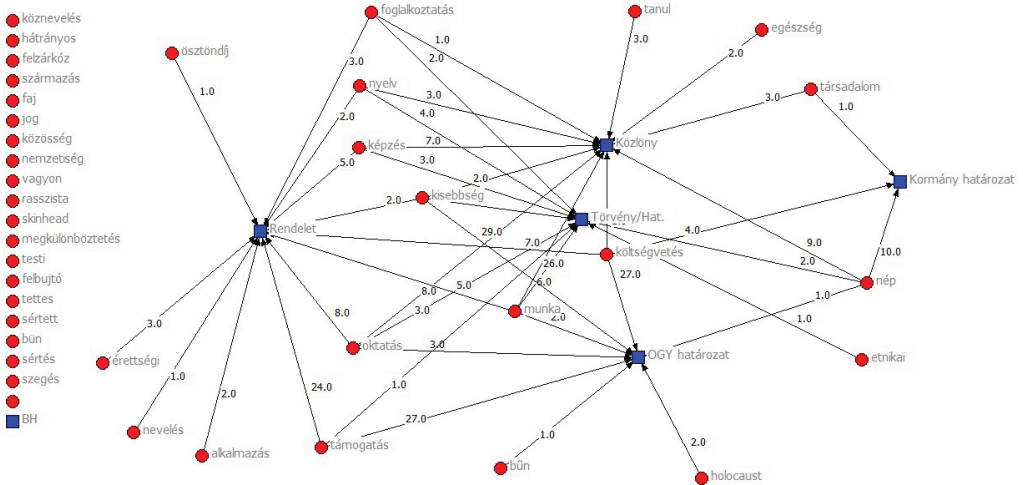 köznevelés
hátrányos
felzárkóz
származás
faj
jog
közösség
nemzetiség
vagyon
rasszista
skinhead
megkülönböztetés
testi
felbujtó
tettes
sértett
bün
sértés
szegés
BH
foglalkoztatás
tanul
egészség
ösztöndíj
1.0
2.0
3.0
2.0
3.0
nyelv
társadalom
1.0
3.0
3.0
1.0
4.0
2.0
képzés
7.0
Közlöny
5.0
3.0
2.0
Kormány határozat
kisebbség
2.0
Törvény/Hat.
Rendelet
29.0
4.0
7.0
9.0
költségvetés
10.0
26.0
2.0
27.0
nép
5.0
6.0
8.0
1.0
munka
3.0
8.0
2.0
1.0
3.0
oktatás
3.0
OGY határozat
etnikai
érettségi
1.0
1.0
24.0
2.0
27.0
nevelés
1.0
2.0
támogatás
alkalmazás
bűn
holocaust